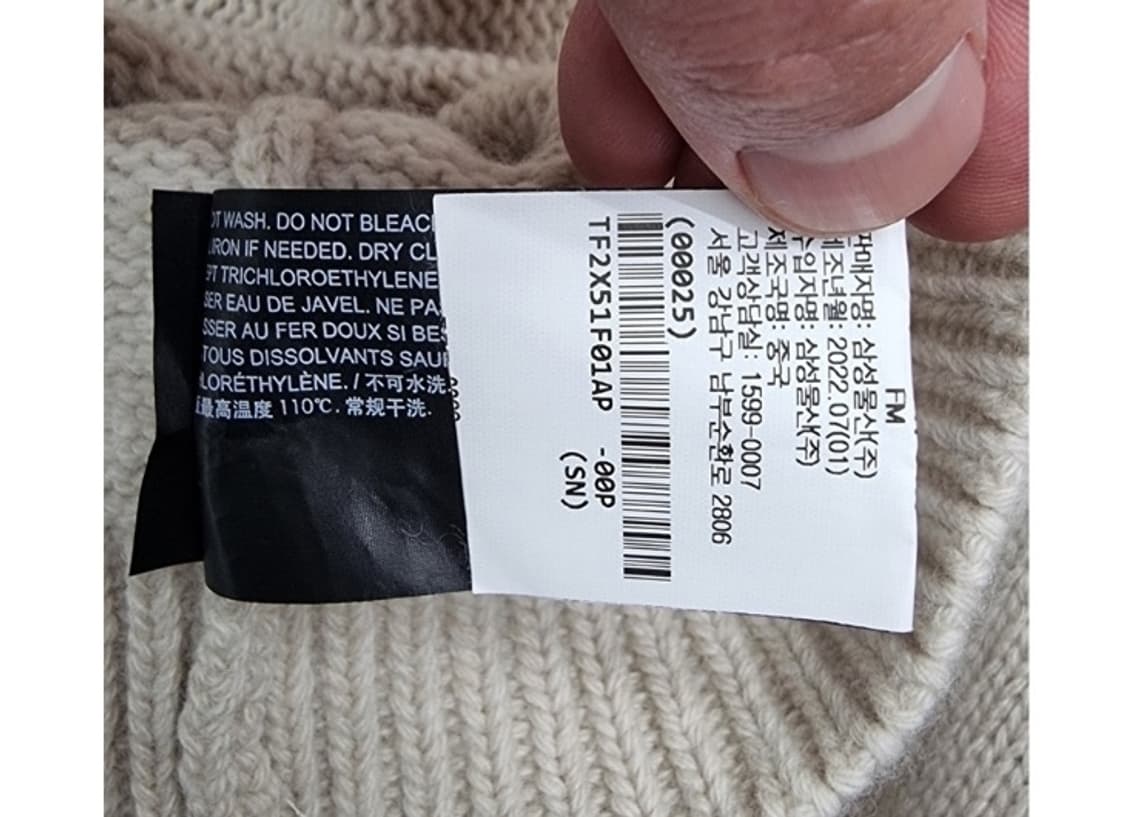 OT WASH. DO NOT BLEACH
IRON IF NEEDED. DRY CL
PT TRICHLOROETHYLENE
SER EAU DE JAVEL. NE PA
SSER AU FER DOUX SI BES
TOUS DISSOLVANTS SAUF
LORÉTHYLÈNE. / 不可水洗.
最高温度 110℃. 常规干洗.
FM
판매자명: 삼성물산(주)
제조년월: 2022.07(01)
수입자명: 삼성물산(주)
제조국명: 중국
고객상담실: 1599-0007
서울 강남구 남부순환로 2806
(00025)
TF2X51F01AP -00P
(SN)